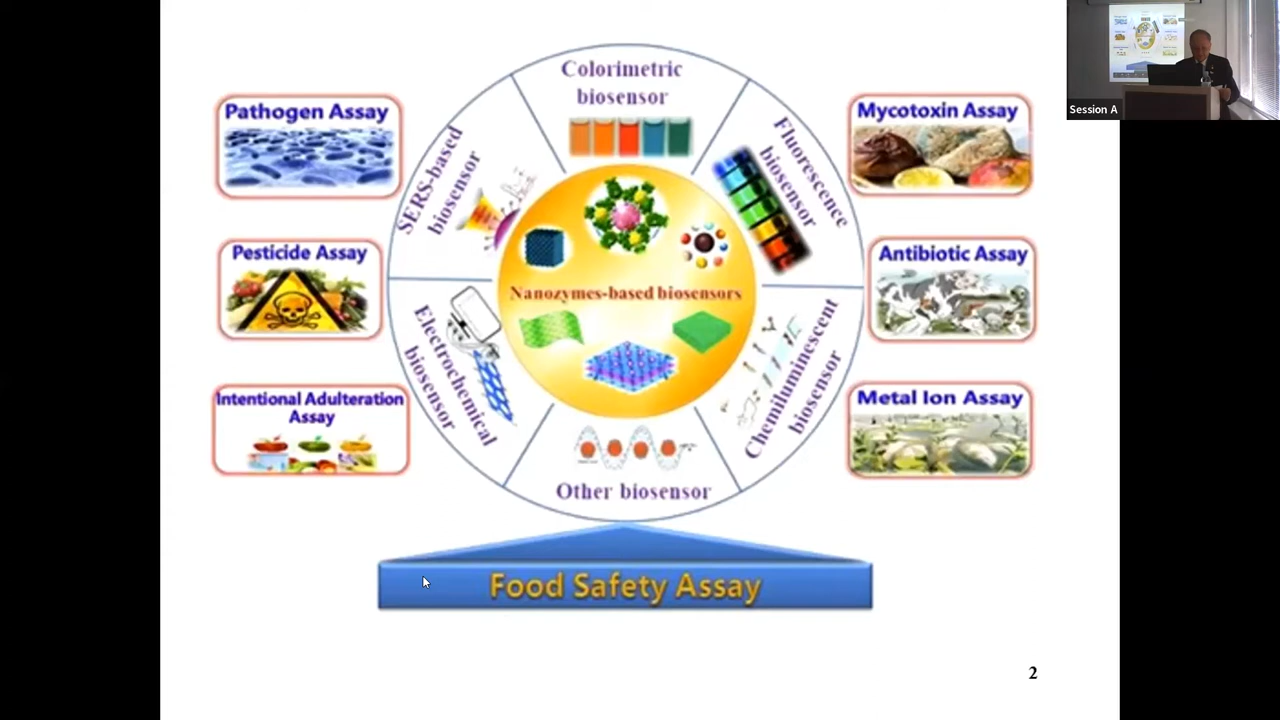 Session A
Pathogen Assay
Pesticide Assay
Intentional Adulteration
Assay
Colorimetric
biosensor
SERS-based
biosensor
Fluorescence
biosensor
Nanozymes-based biosensors
Electrochemical
biosensor
Chemiluminescent
biosensor
Other biosensor
Mycotoxin Assay
Antibiotic Assay
Metal Ion Assay
Food Safety Assay
2